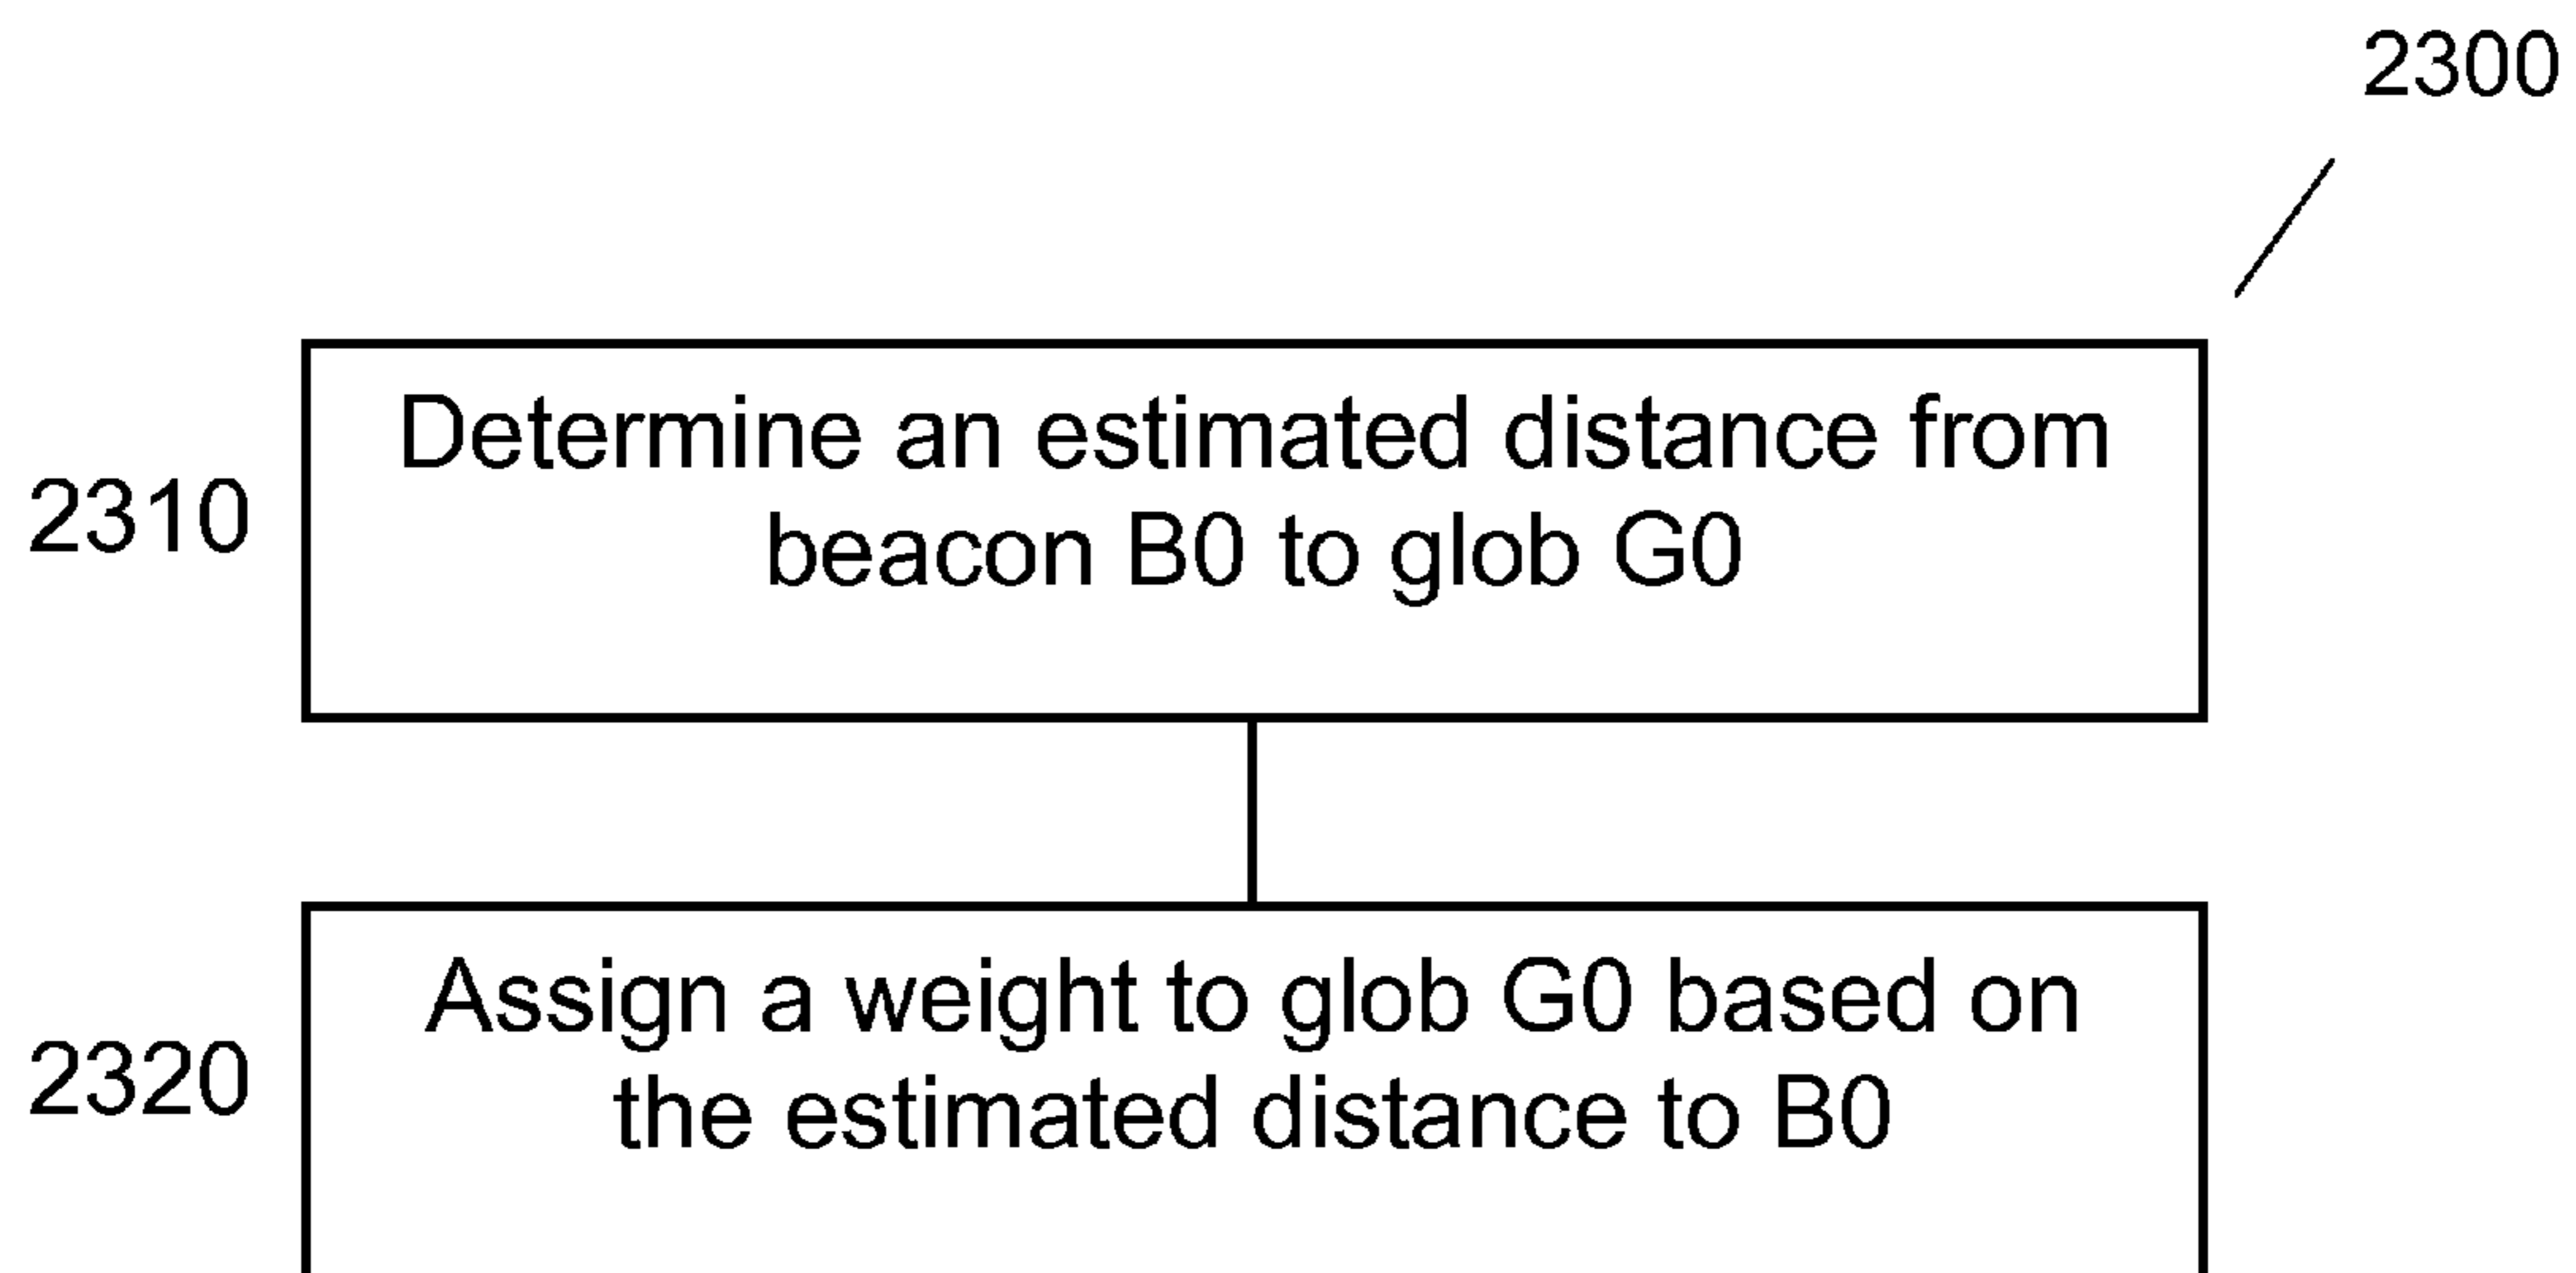 2300
2310
Determine an estimated distance from
beacon B0 to glob G0
2320
Assign a weight to glob G0 based on
the estimated distance to B0